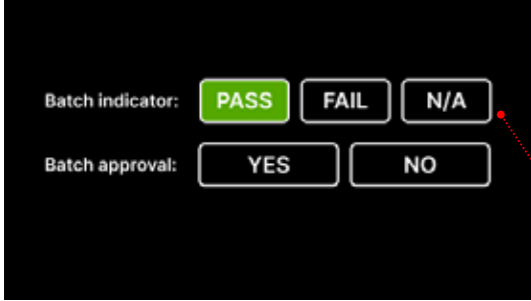 Batch indicator: PASS FAIL N/A
Batch approval: YES NO